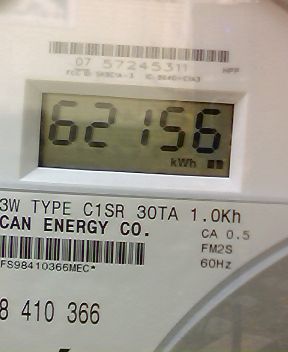 07 57245311
62156
kWh
3W TYPE C1SR 30TA 1.0Kh
CAN ENERGY CO.
CA 0.5
FM2S
60Hz
FS98410366MEC*
8 410 366